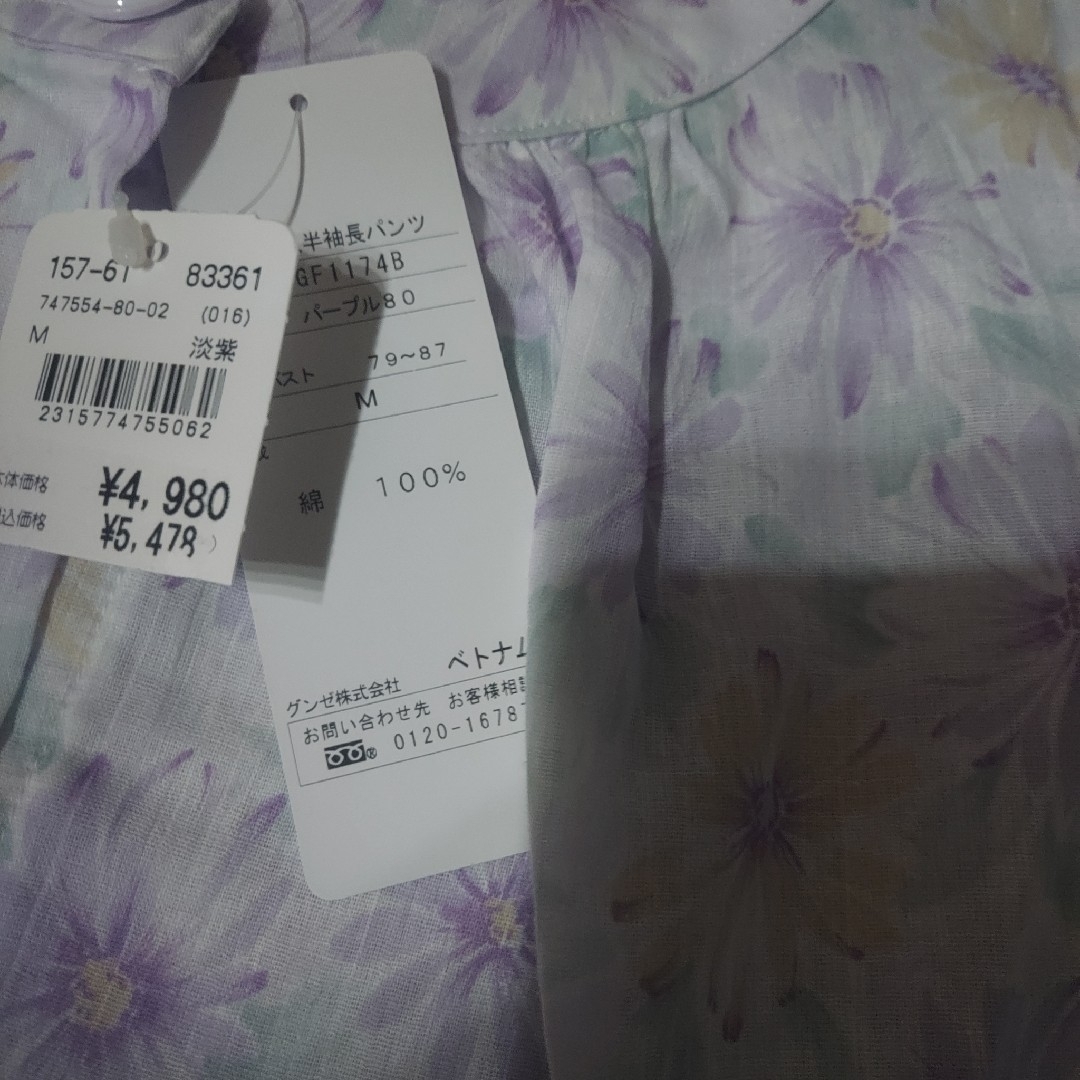 157-61 83361
747554-80-02 (016)
M 淡紫
2315774755062
体価格 ¥4,980
込価格 ¥5,478)
半袖長パンツ
GF1174B
パープル80
スト 79~87
M
綿 100%
ベトナム
グンゼ株式会社
お問い合わせ先 お客様相談
0120-1678